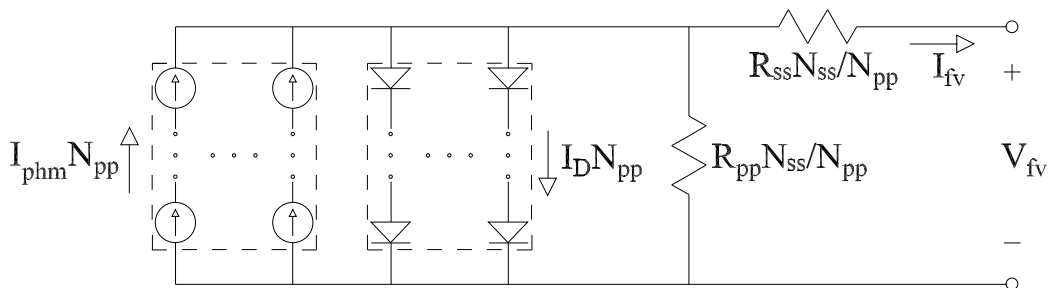 R_ss N_ss/N_pp
I_fv
+
I_phm N_pp
I_D N_pp
R_pp N_ss/N_pp
V_fv
−